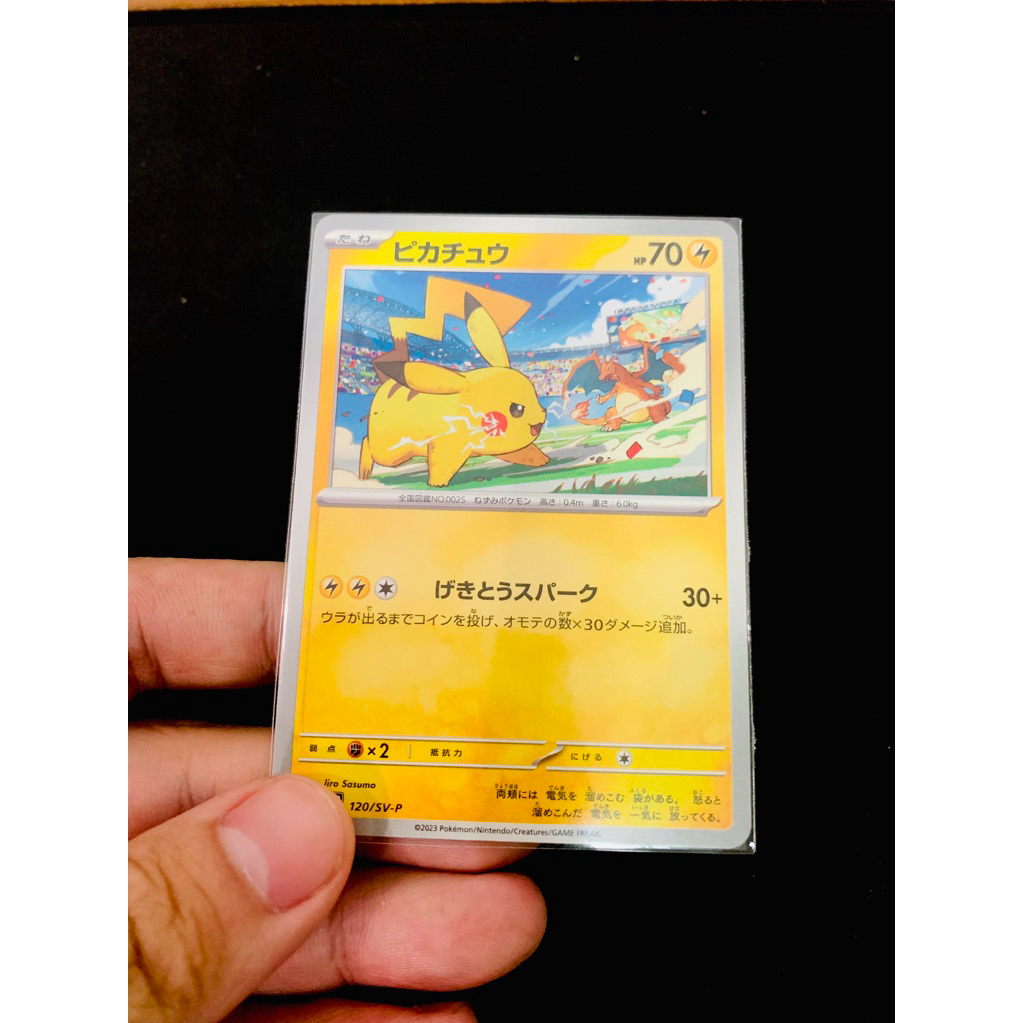 たね ピカチュウ HP70
全国図鑑NO.0025 ねずみポケモン 高さ:0.4m 重さ:6.0kg
げきとうスパーク 30+
ウラが出るまでコインを投げ、オモテの数×30ダメージ追加。
弱点 ×2 抵抗力 にげる
Jiro Sasumo
両頬には 電気を 溜めこむ 袋がある。 怒ると
120/SV-P
溜めこんだ 電気を 一気に 放ってくる。
©2023 Pokémon/Nintendo/Creatures/GAME FREAK.